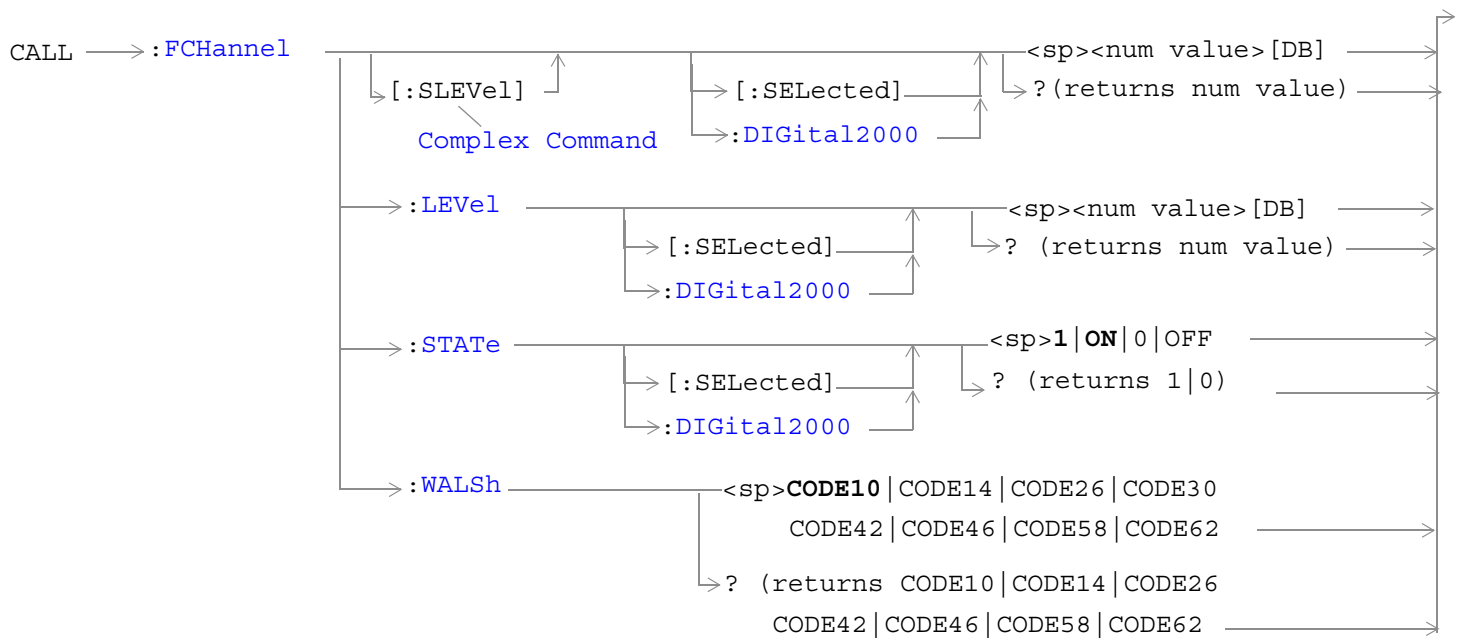 CALL :FCHannel <sp><num value>[DB]
[:SLEVel] [:SELected] ?(returns num value)
Complex Command :DIGital2000
:LEVel <sp><num value>[DB]
[:SELected] ? (returns num value)
:DIGital2000
:STATe <sp>1|ON|0|OFF
[:SELected] ? (returns 1|0)
:DIGital2000
:WALSh <sp>CODE10|CODE14|CODE26|CODE30
CODE42|CODE46|CODE58|CODE62
? (returns CODE10|CODE14|CODE26
CODE42|CODE46|CODE58|CODE62